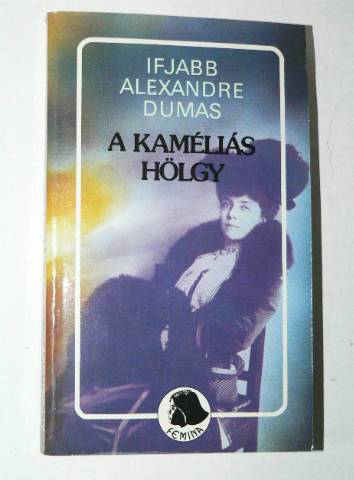 IFJABB
ALEXANDRE
DUMAS
A KAMÉLIÁS
HÖLGY
FEMINA